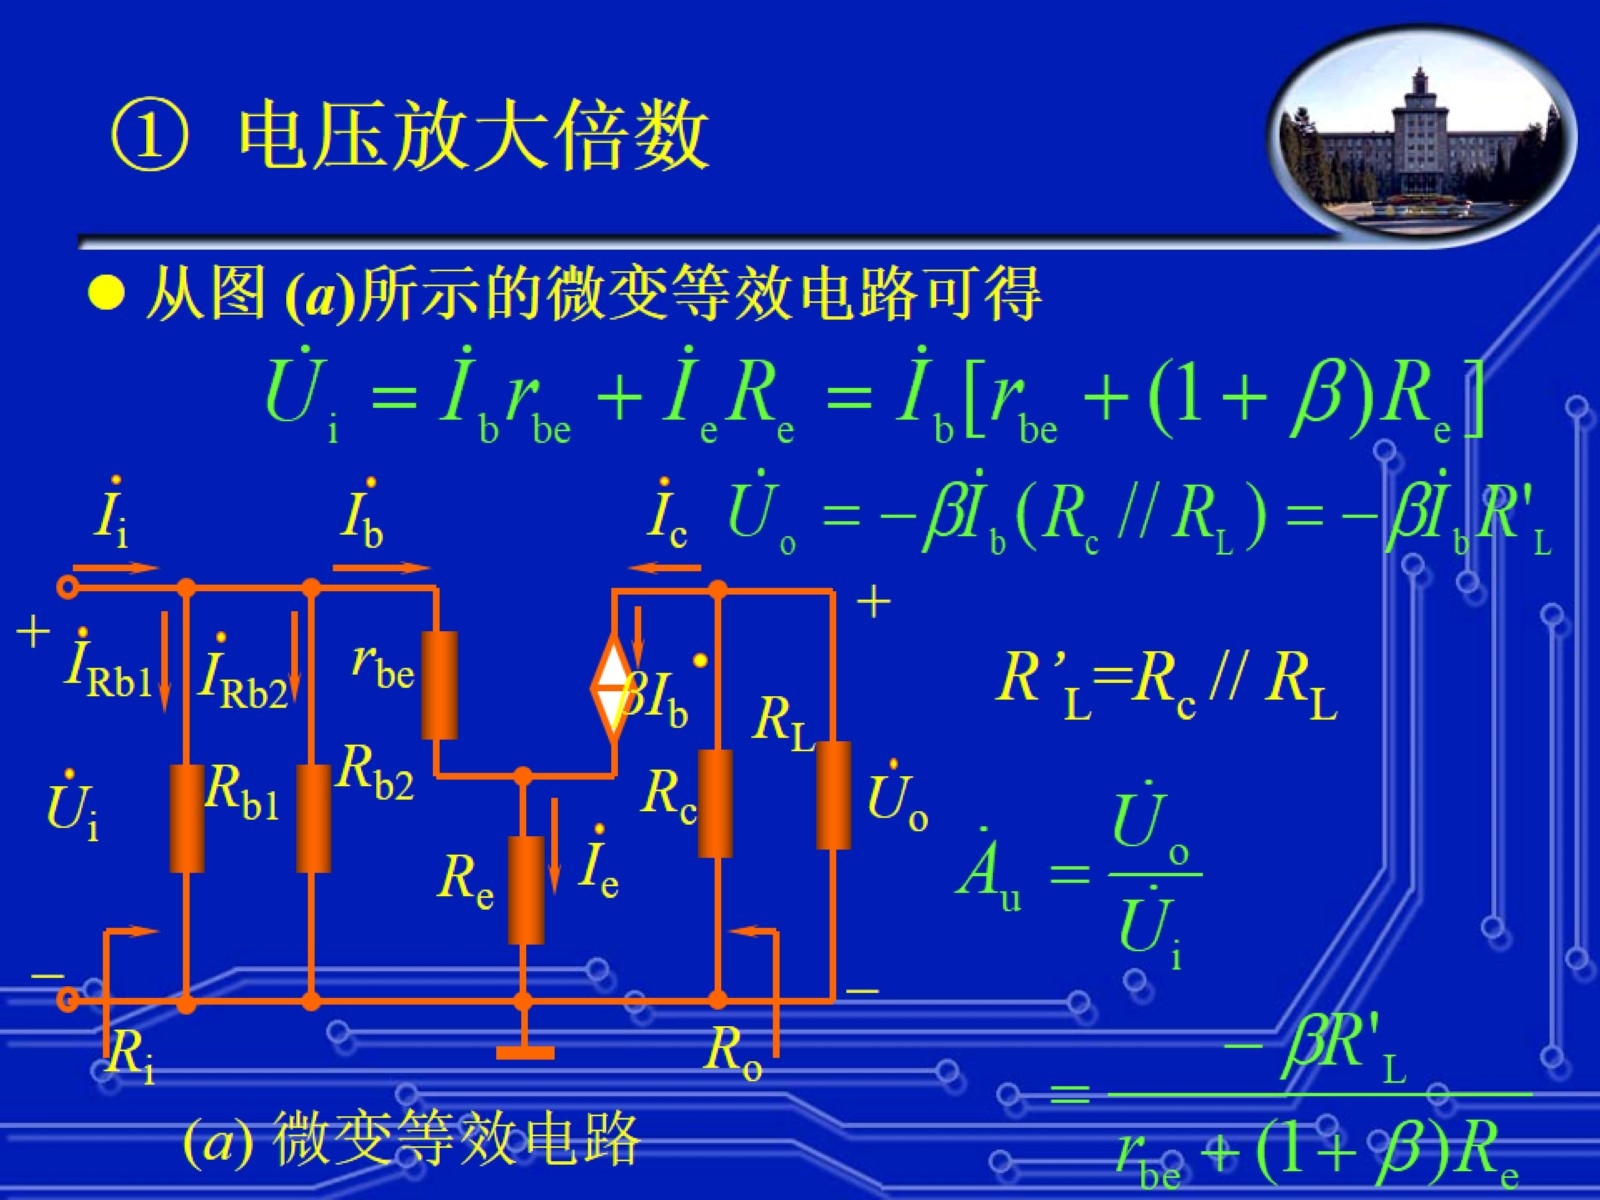 ① 电压放大倍数
● 从图 (a)所示的微变等效电路可得
U̇i = İb rbe + İe Re = İb[rbe + (1 + β)Re]
U̇o = −βİb(Rc // RL) = −βİb R'L
İi İb İc
+ İRb1 İRb2 rbe βİb RL +
R’L=Rc // RL
U̇i Rb1 Rb2 Re İe Rc U̇o
Ȧu = U̇o / U̇i
− −
Ri Ro
= −βR'L / rbe + (1 + β)Re
(a) 微变等效电路